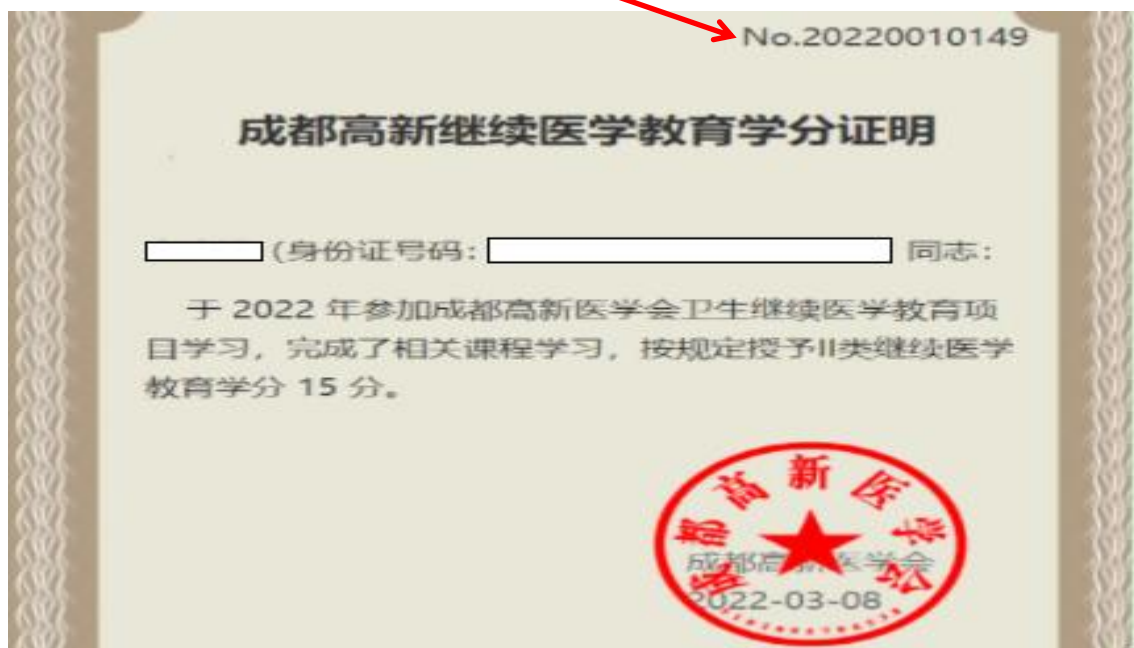 No.20220010149
成都高新继续医学教育学分证明
(身份证号码: 同志:
于 2022 年参加成都高新医学会卫生继续医学教育项
目学习，完成了相关课程学习，按规定授予II类继续医学
教育学分 15 分。
成都高新医学会
成都高新医学会
2022-03-08